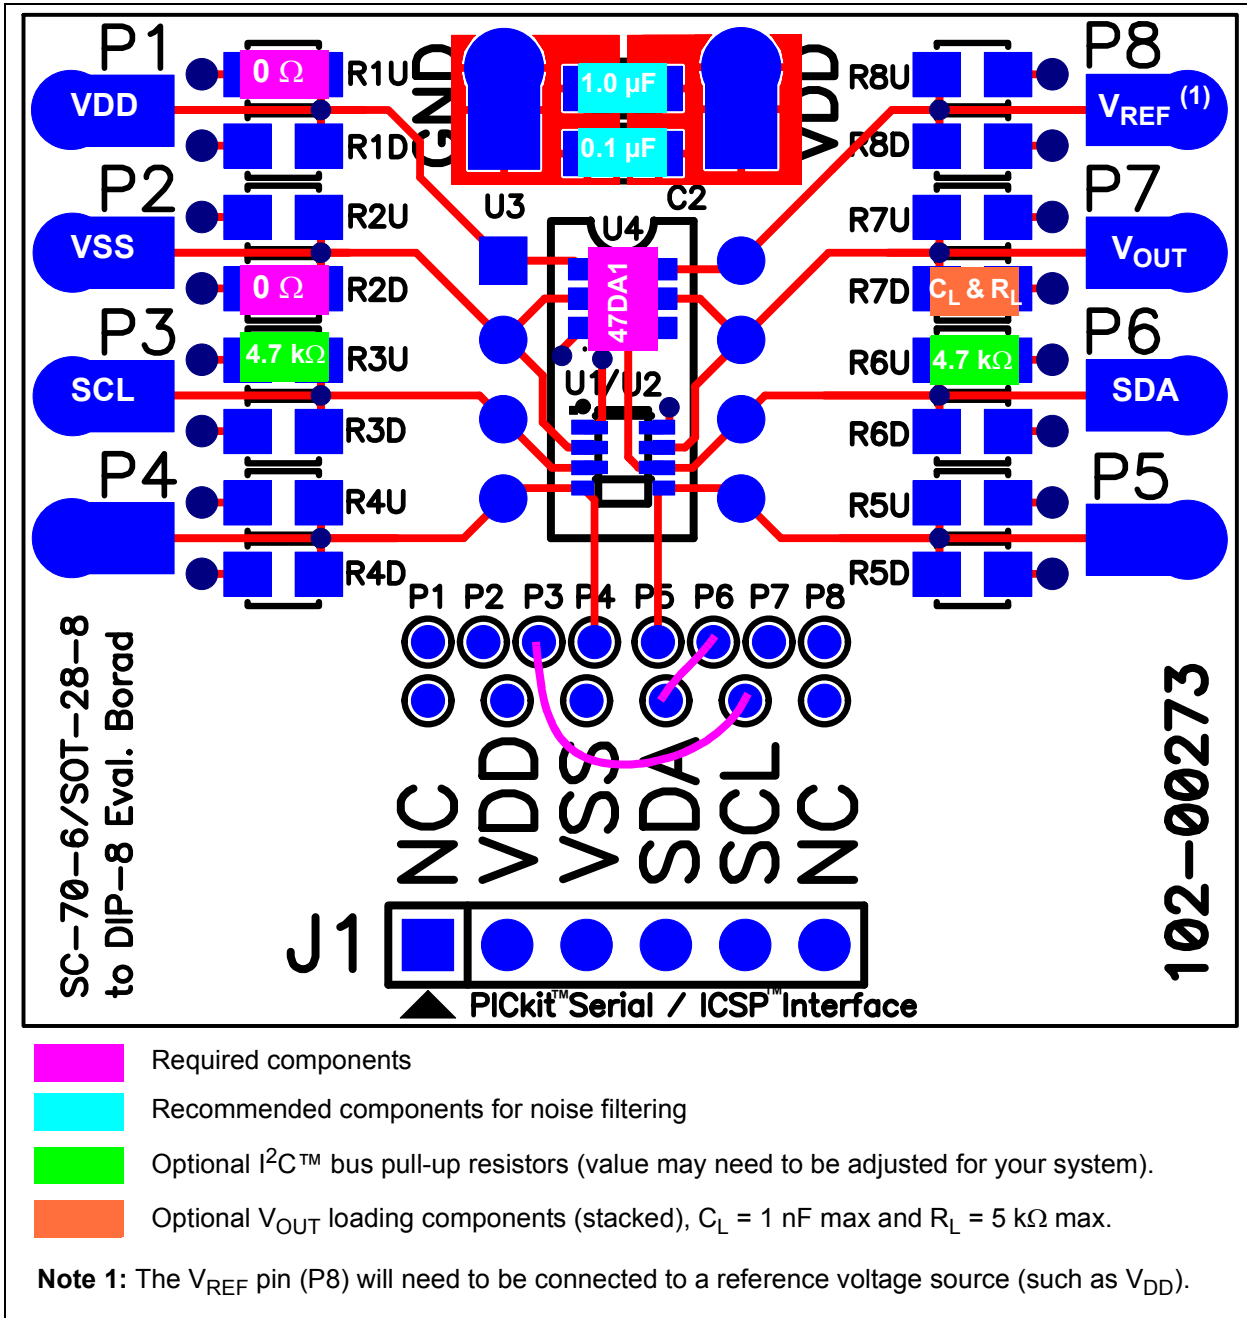 P1
VDD
0 Ω
R1U
R1D
GND
1.0 µF
0.1 µF
VDD
R8U
R8D
P8
VREF (1)
P2
VSS
R2U
0 Ω
R2D
U3
C2
U4
47DA1
R7U
R7D
CL & RL
P7
VOUT
P3
SCL
4.7 kΩ
R3U
R3D
U1/U2
R6U
4.7 kΩ
R6D
P6
SDA
P4
R4U
R4D
R5U
R5D
P5
P1 P2 P3 P4 P5 P6 P7 P8
NC VDD VSS SDA SCL NC
SC-70-6/SOT-28-8
to DIP-8 Eval. Borad
102-00273
J1
PICkit™ Serial / ICSP™ Interface
Required components
Recommended components for noise filtering
Optional I²C™ bus pull-up resistors (value may need to be adjusted for your system).
Optional VOUT loading components (stacked), CL = 1 nF max and RL = 5 kΩ max.
Note 1: The VREF pin (P8) will need to be connected to a reference voltage source (such as VDD).